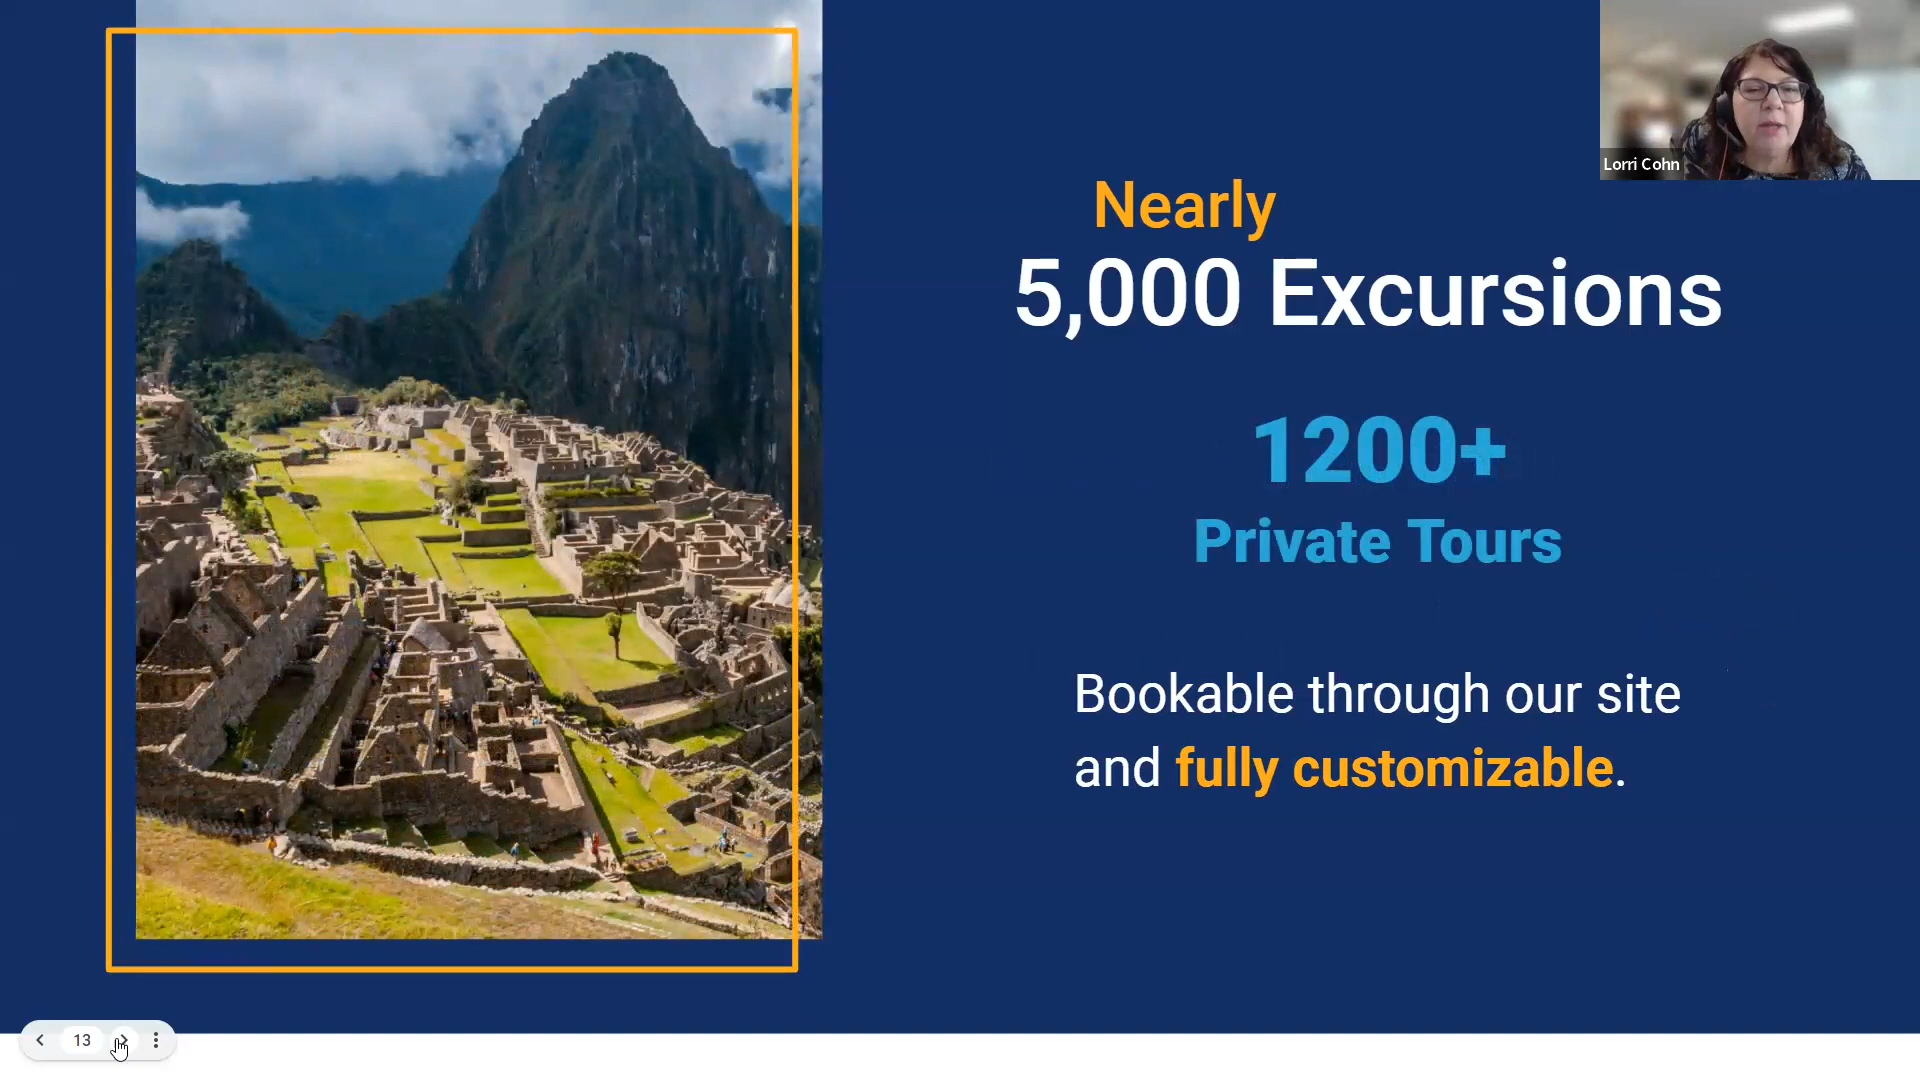 Lorri Cohn
Nearly
5,000 Excursions
1200+
Private Tours
Bookable through our site
and fully customizable.
13